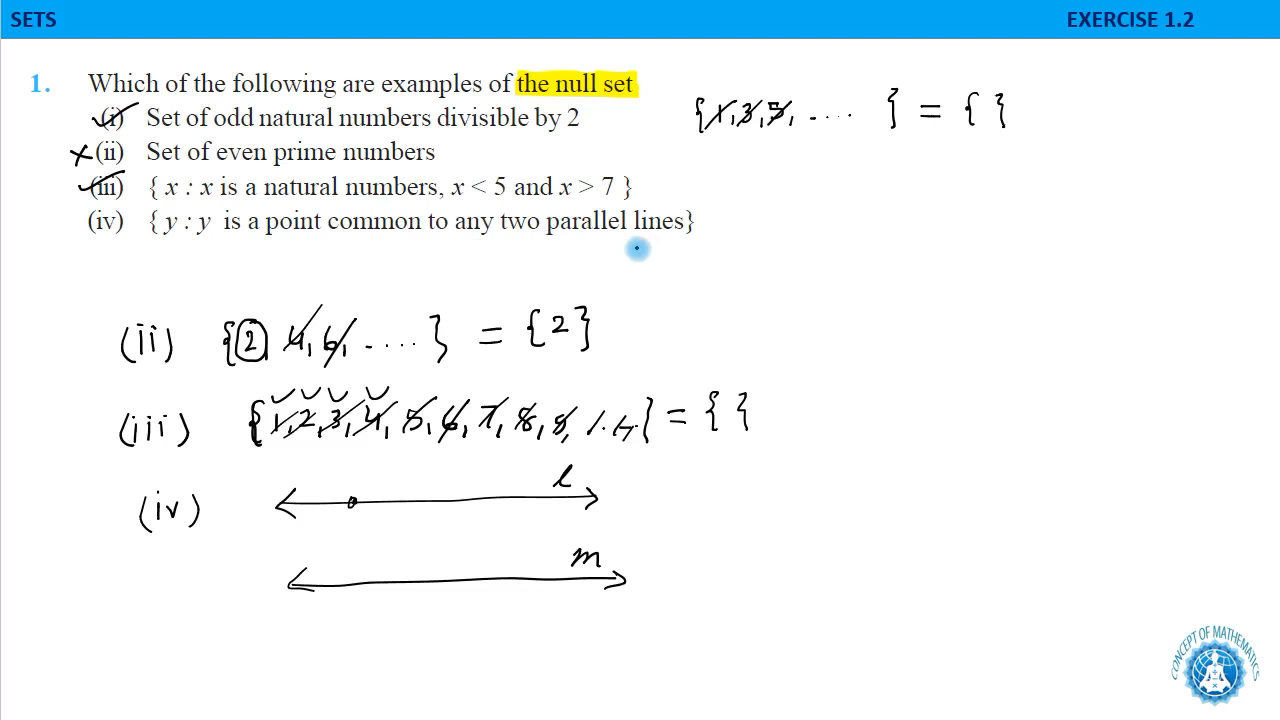 SETS EXERCISE 1.2
1. Which of the following are examples of the null set
(i) Set of odd natural numbers divisible by 2 {1, 3, 5, .... } = { }
(ii) Set of even prime numbers
(iii) { x : x is a natural numbers, x < 5 and x > 7 }
(iv) { y : y is a point common to any two parallel lines}
(ii) {2, 4, 6, ..... } = {2}
(iii) {1, 2, 3, 4, 5, 6, 7, 8, 9, ....} = { }
l
(iv)
m
CONCEPT OF MATHEMATICS